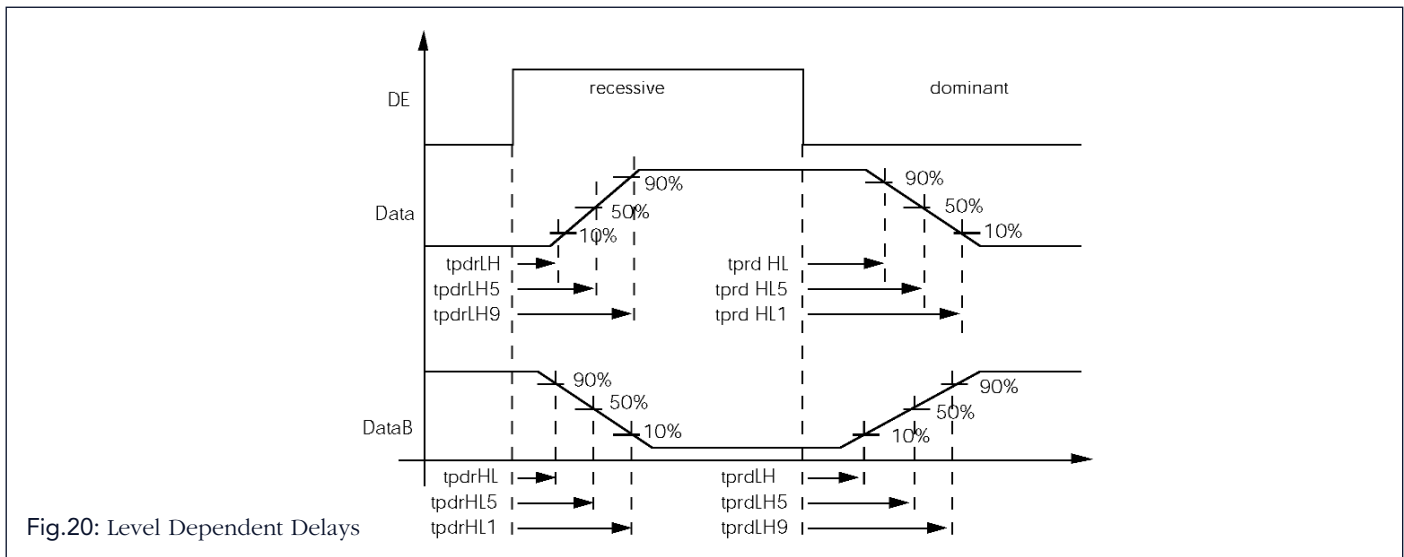 DE
recessive
dominant
Data
90%
50%
10%
90%
50%
10%
tpdrLH
tpdrLH5
tpdrLH9
tprd HL
tprd HL5
tprd HL1
DataB
90%
50%
10%
90%
50%
10%
tpdrHL
tpdrHL5
tpdrHL1
tprdLH
tprdLH5
tprdLH9
Fig.20: Level Dependent Delays